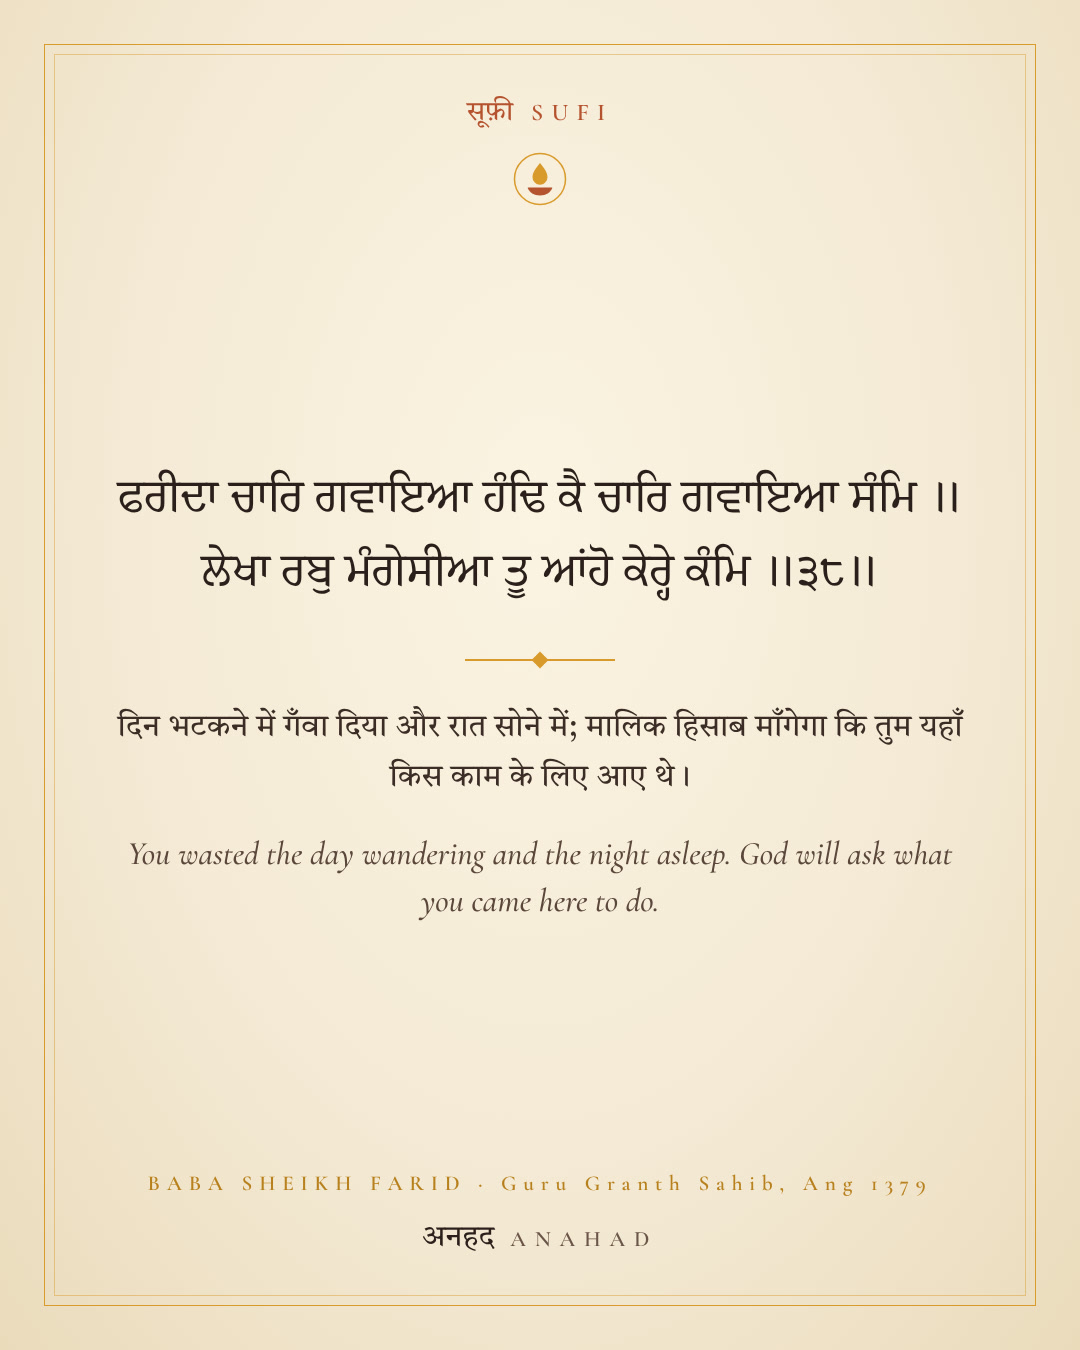 सूफ़ी SUFI
ਫਰੀਦਾ ਚਾਰਿ ਗਵਾਇਆ ਹੰਢਿ ਕੈ ਚਾਰਿ ਗਵਾਇਆ ਸੰਮਿ ॥
ਲੇਖਾ ਰਬੁ ਮੰਗੇਸੀਆ ਤੂ ਆਂਹੋ ਕੇਰ੍ਹੇ ਕੰਮਿ ॥੩੮॥
दिन भटकने में गँवा दिया और रात सोने में; मालिक हिसाब माँगेगा कि तुम यहाँ
किस काम के लिए आए थे।
You wasted the day wandering and the night asleep. God will ask what
you came here to do.
BABA SHEIKH FARID · Guru Granth Sahib, Ang 1379
अनहद ANAHAD